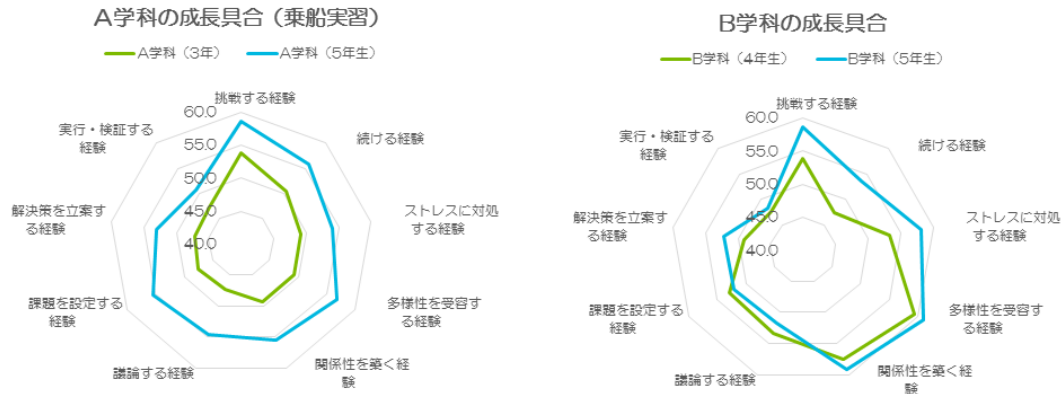 A学科の成長具合（乗船実習）
A学科（3年）
A学科（5年生）
挑戦する経験
続ける経験
ストレスに対処
する経験
多様性を受容す
る経験
関係性を築く経
験
議論する経験
課題を設定する
経験
解決策を立案す
る経験
実行・検証する
経験
60.0
55.0
50.0
45.0
40.0
B学科の成長具合
B学科（4年生）
B学科（5年生）
挑戦する経験
続ける経験
ストレスに対処
する経験
多様性を受容す
る経験
関係性を築く経
験
議論する経験
課題を設定する
経験
解決策を立案す
る経験
実行・検証する
経験
60.0
55.0
50.0
45.0
40.0